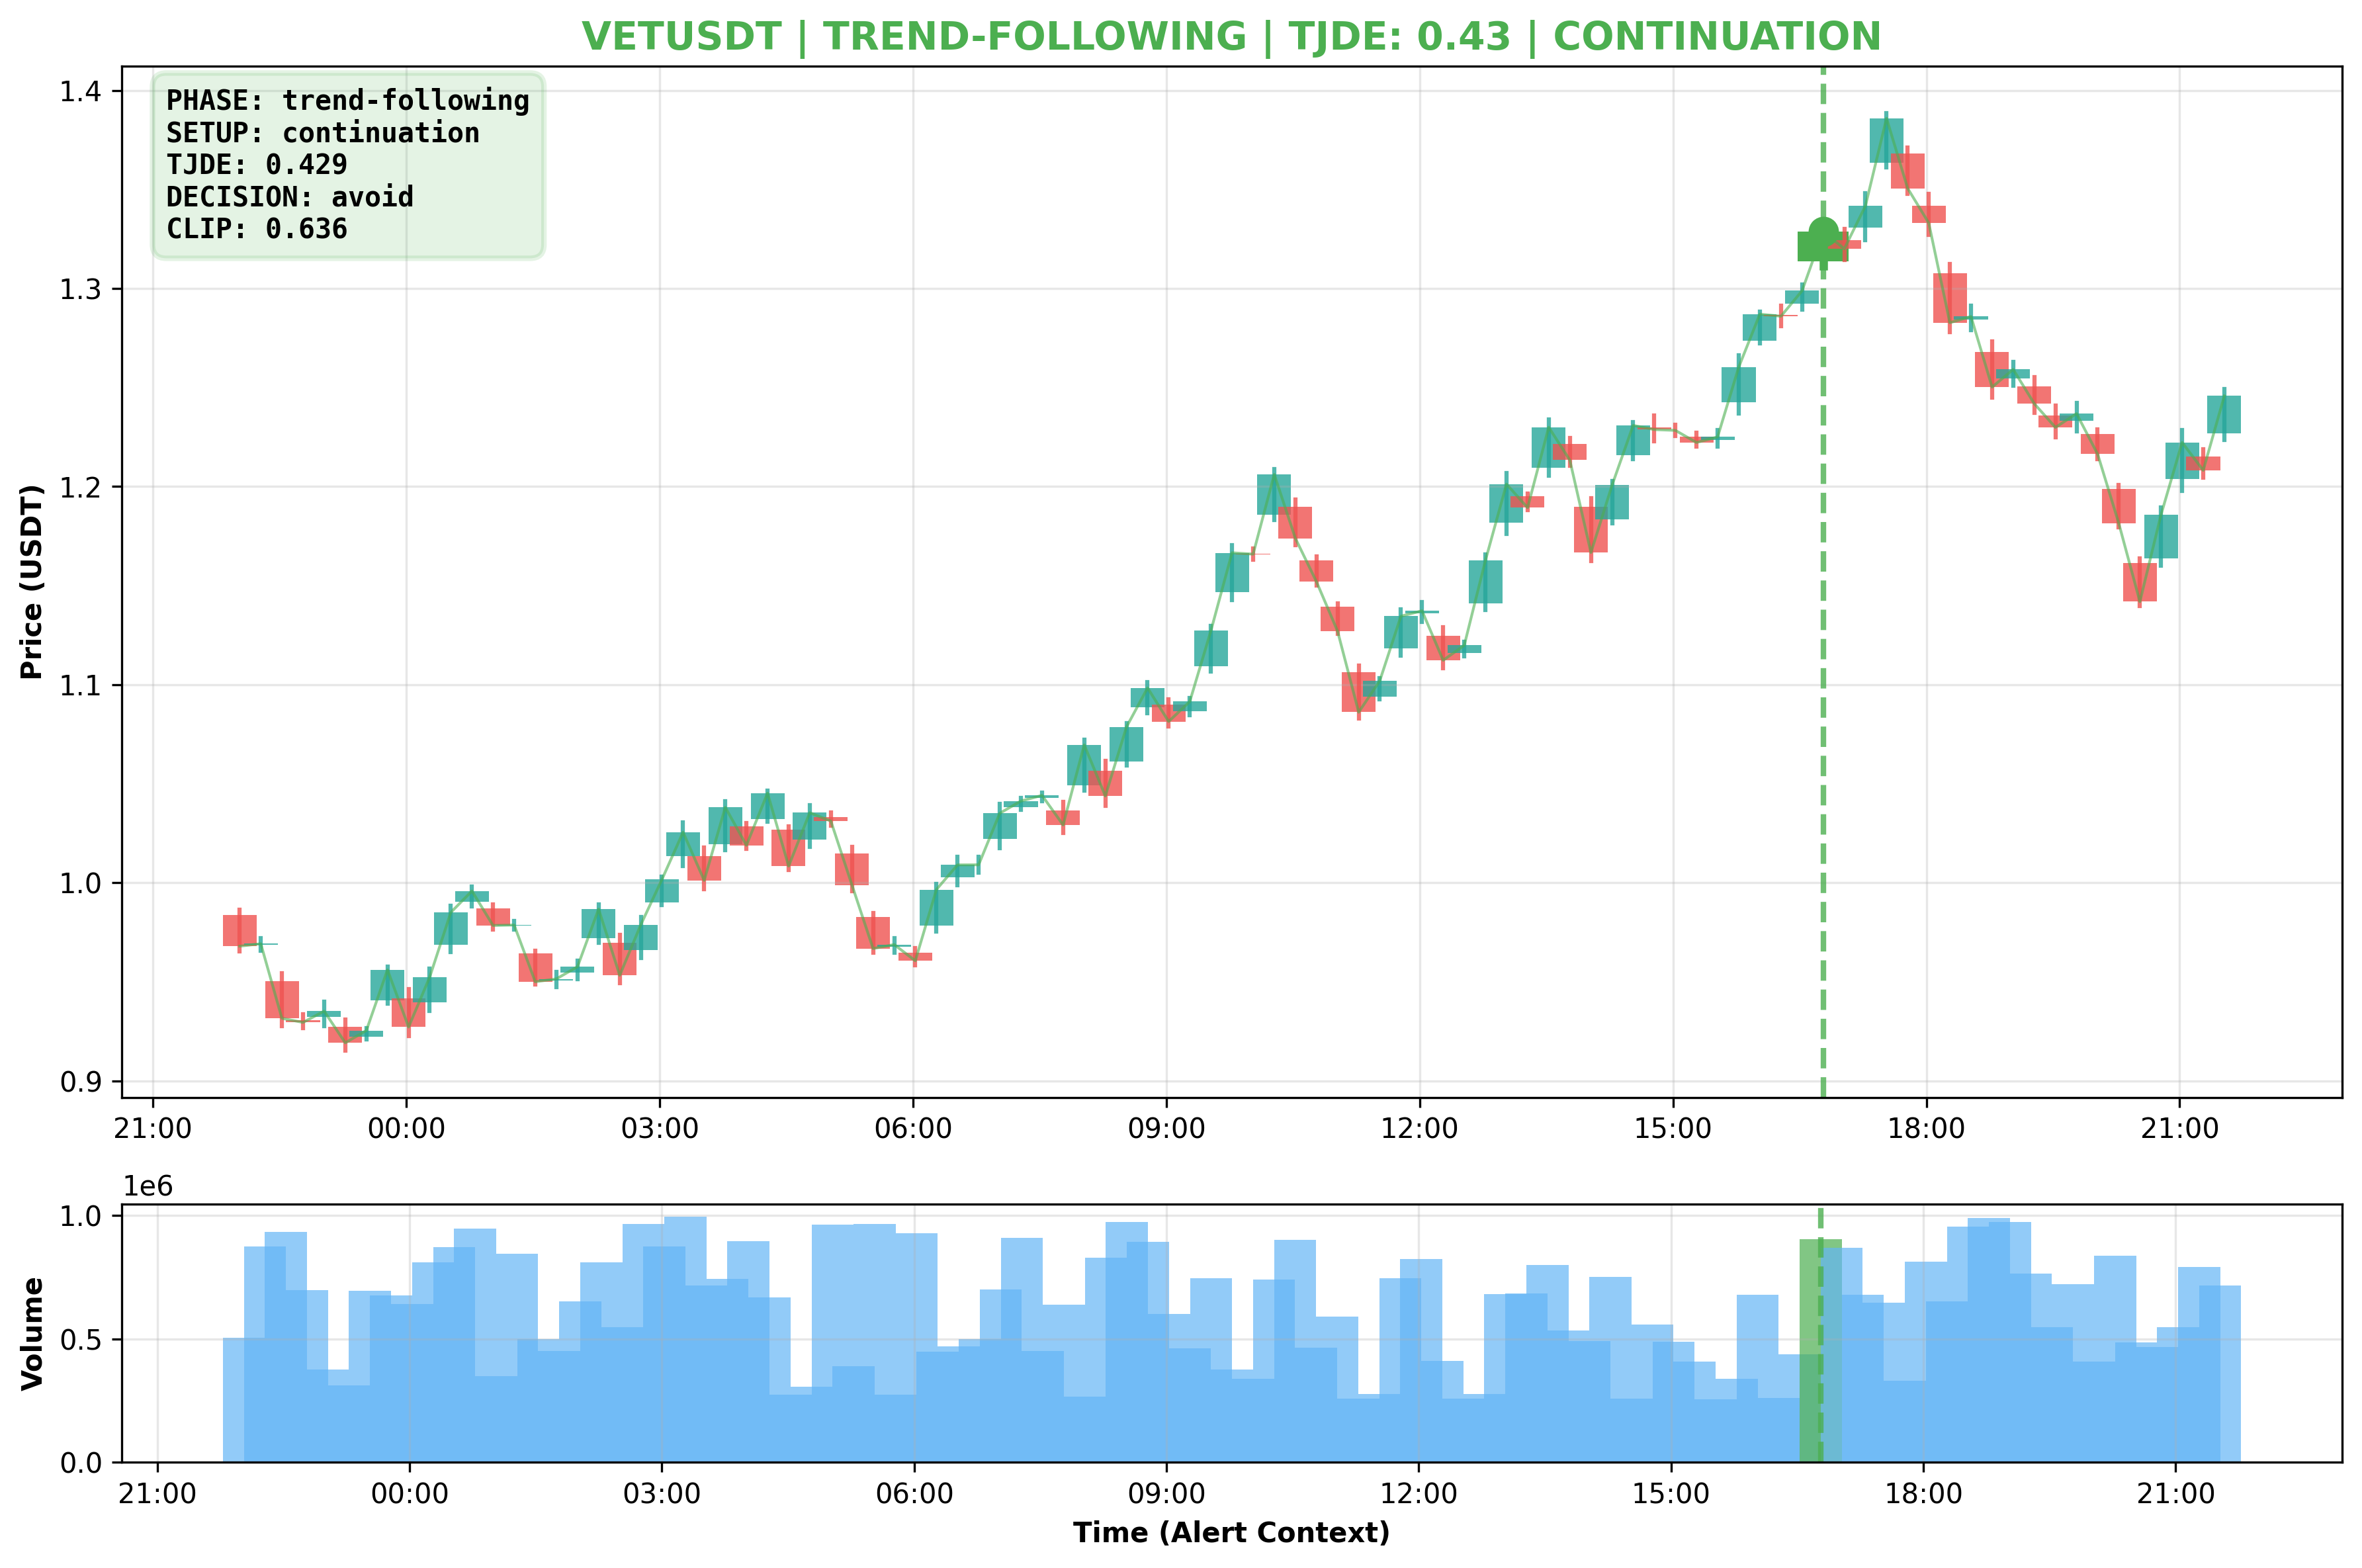 VETUSDT | TREND-FOLLOWING | TJDE: 0.43 | CONTINUATION
PHASE: trend-following
SETUP: continuation
TJDE: 0.429
DECISION: avoid
CLIP: 0.636
Price (USDT)
1.4
1.3
1.2
1.1
1.0
0.9
21:00 00:00 03:00 06:00 09:00 12:00 15:00 18:00 21:00
1e6
Volume
1.0
0.5
0.0
21:00 00:00 03:00 06:00 09:00 12:00 15:00 18:00 21:00
Time (Alert Context)